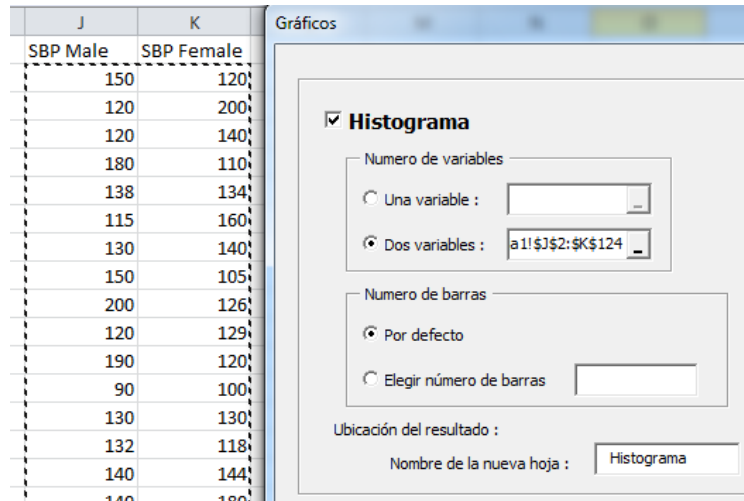 J K
SBP Male SBP Female
150 120
120 200
120 140
180 110
138 134
115 160
130 140
150 105
200 126
120 129
190 120
90 100
130 130
132 118
140 144
140 180
Gráficos
Histograma
Numero de variables
Una variable :
Dos variables : a1!$J$2:$K$124
Numero de barras
Por defecto
Elegir número de barras
Ubicación del resultado :
Nombre de la nueva hoja : Histograma